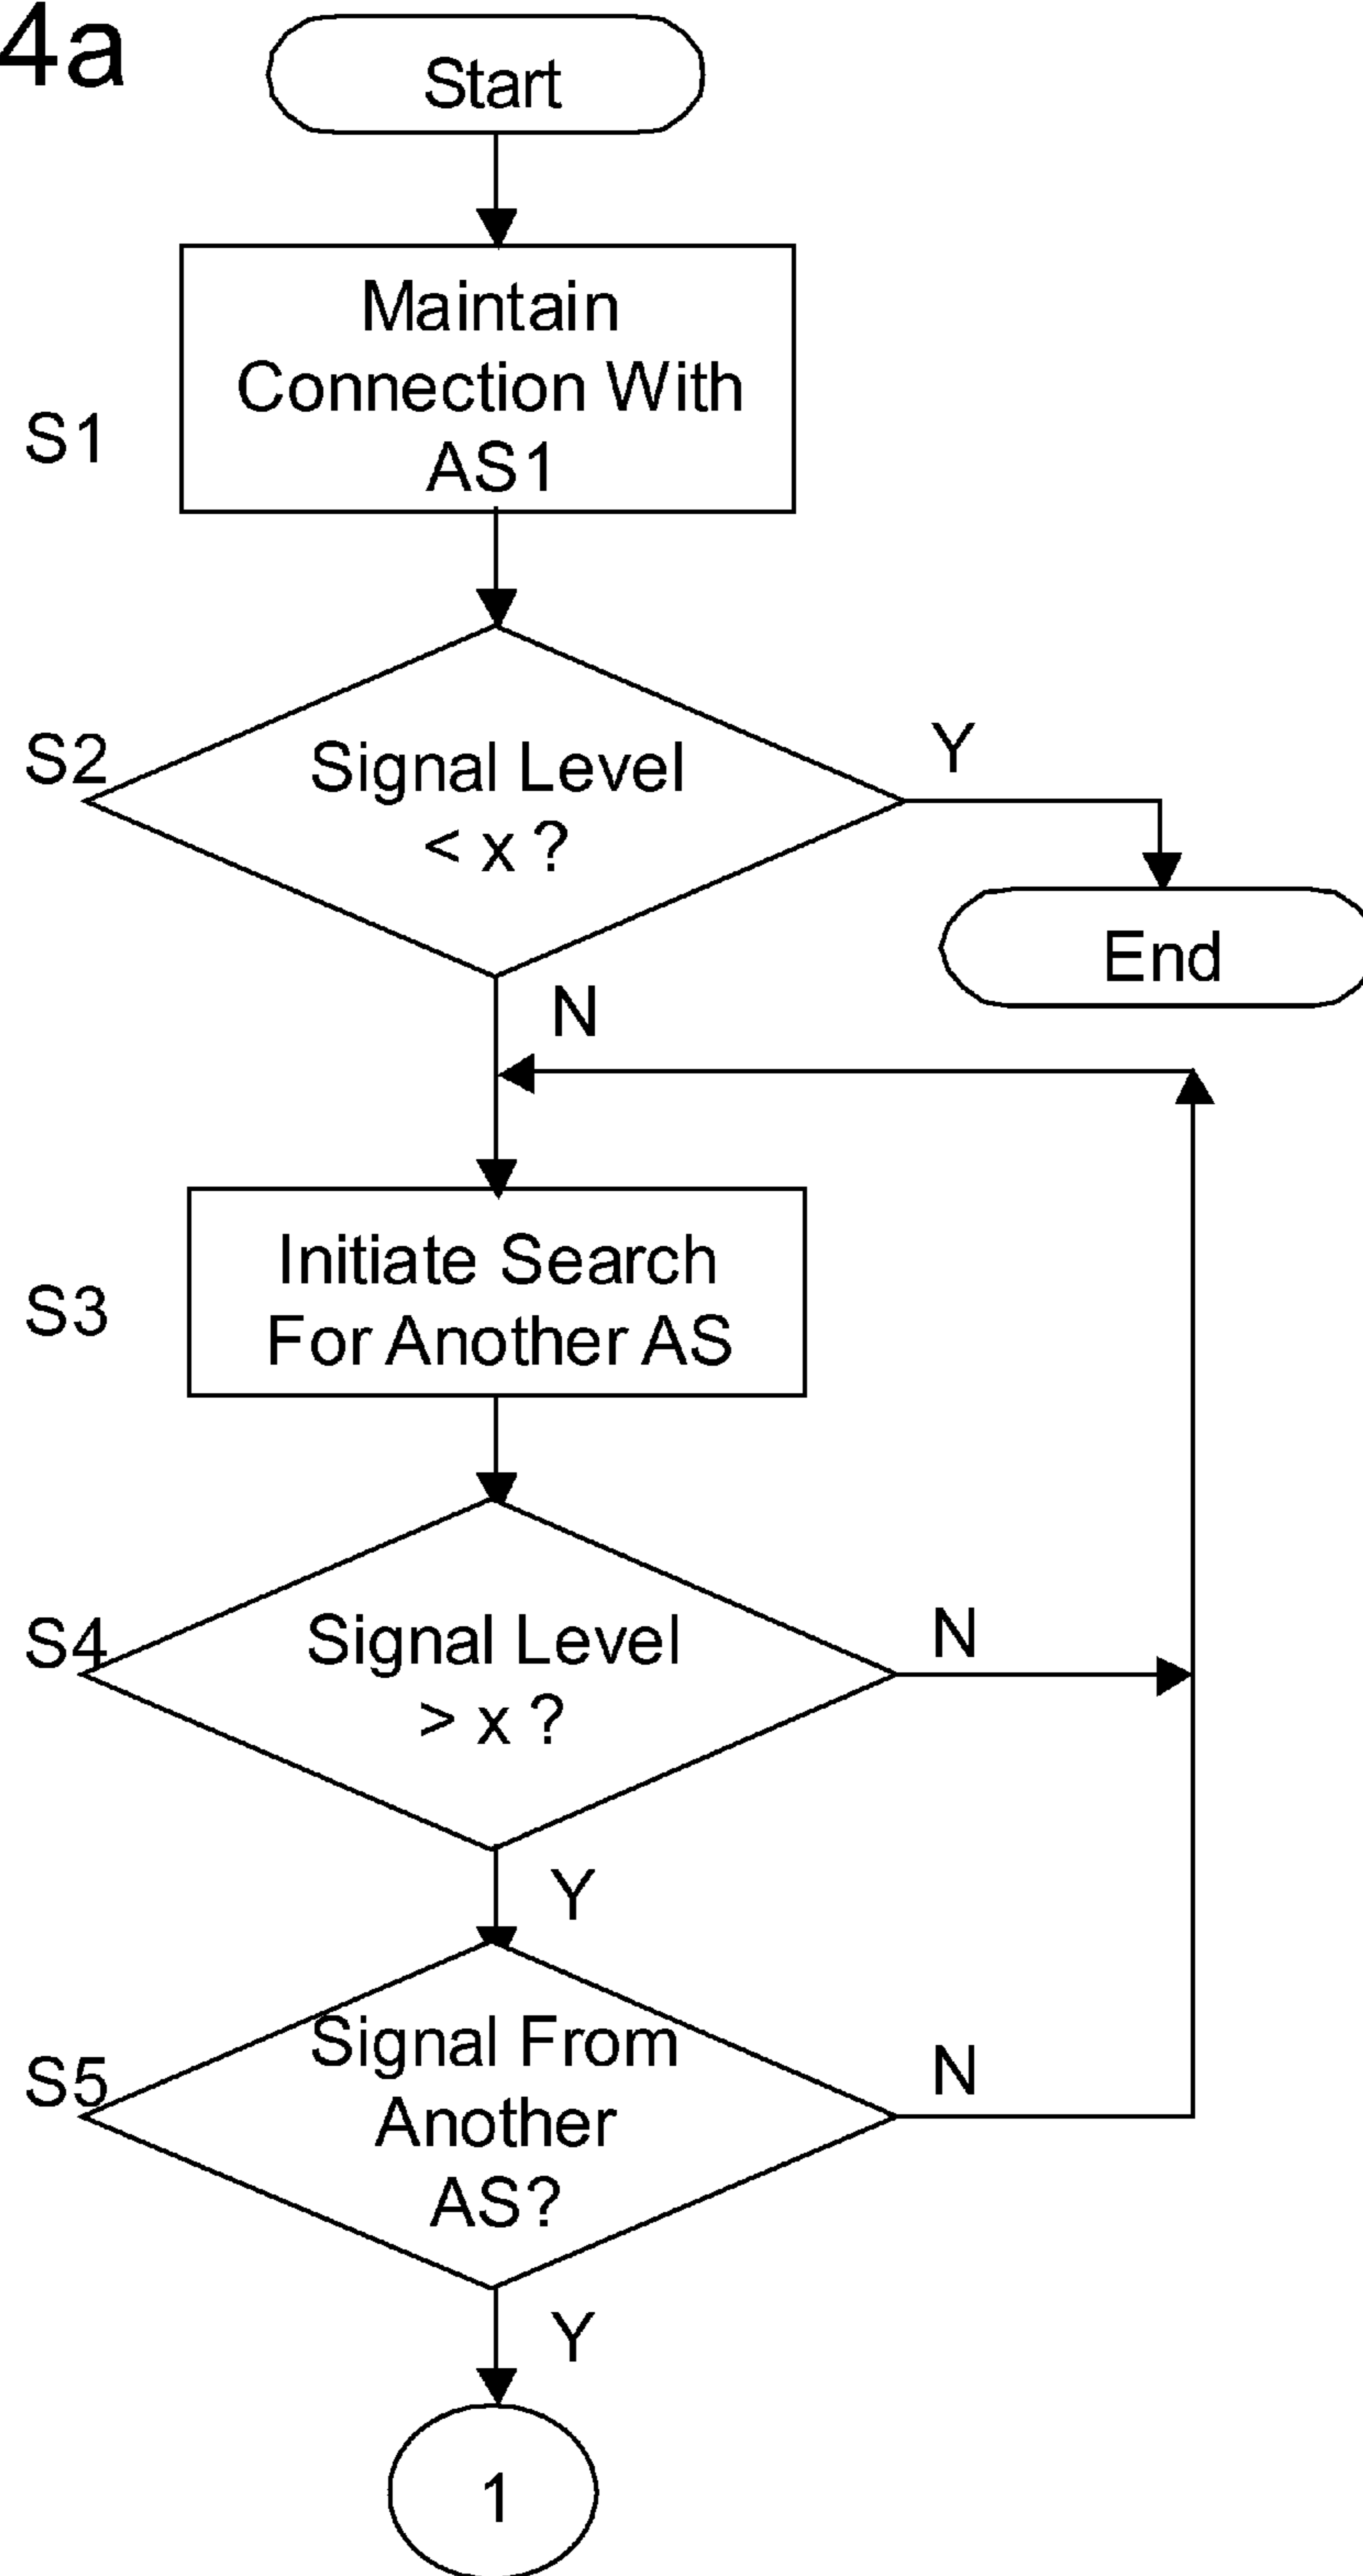 4a
Start
Maintain
Connection With
AS1
S1
S2
Signal Level
< x ?
Y
End
N
Initiate Search
For Another AS
S3
S4
Signal Level
> x ?
N
Y
S5
Signal From
Another
AS?
N
Y
1